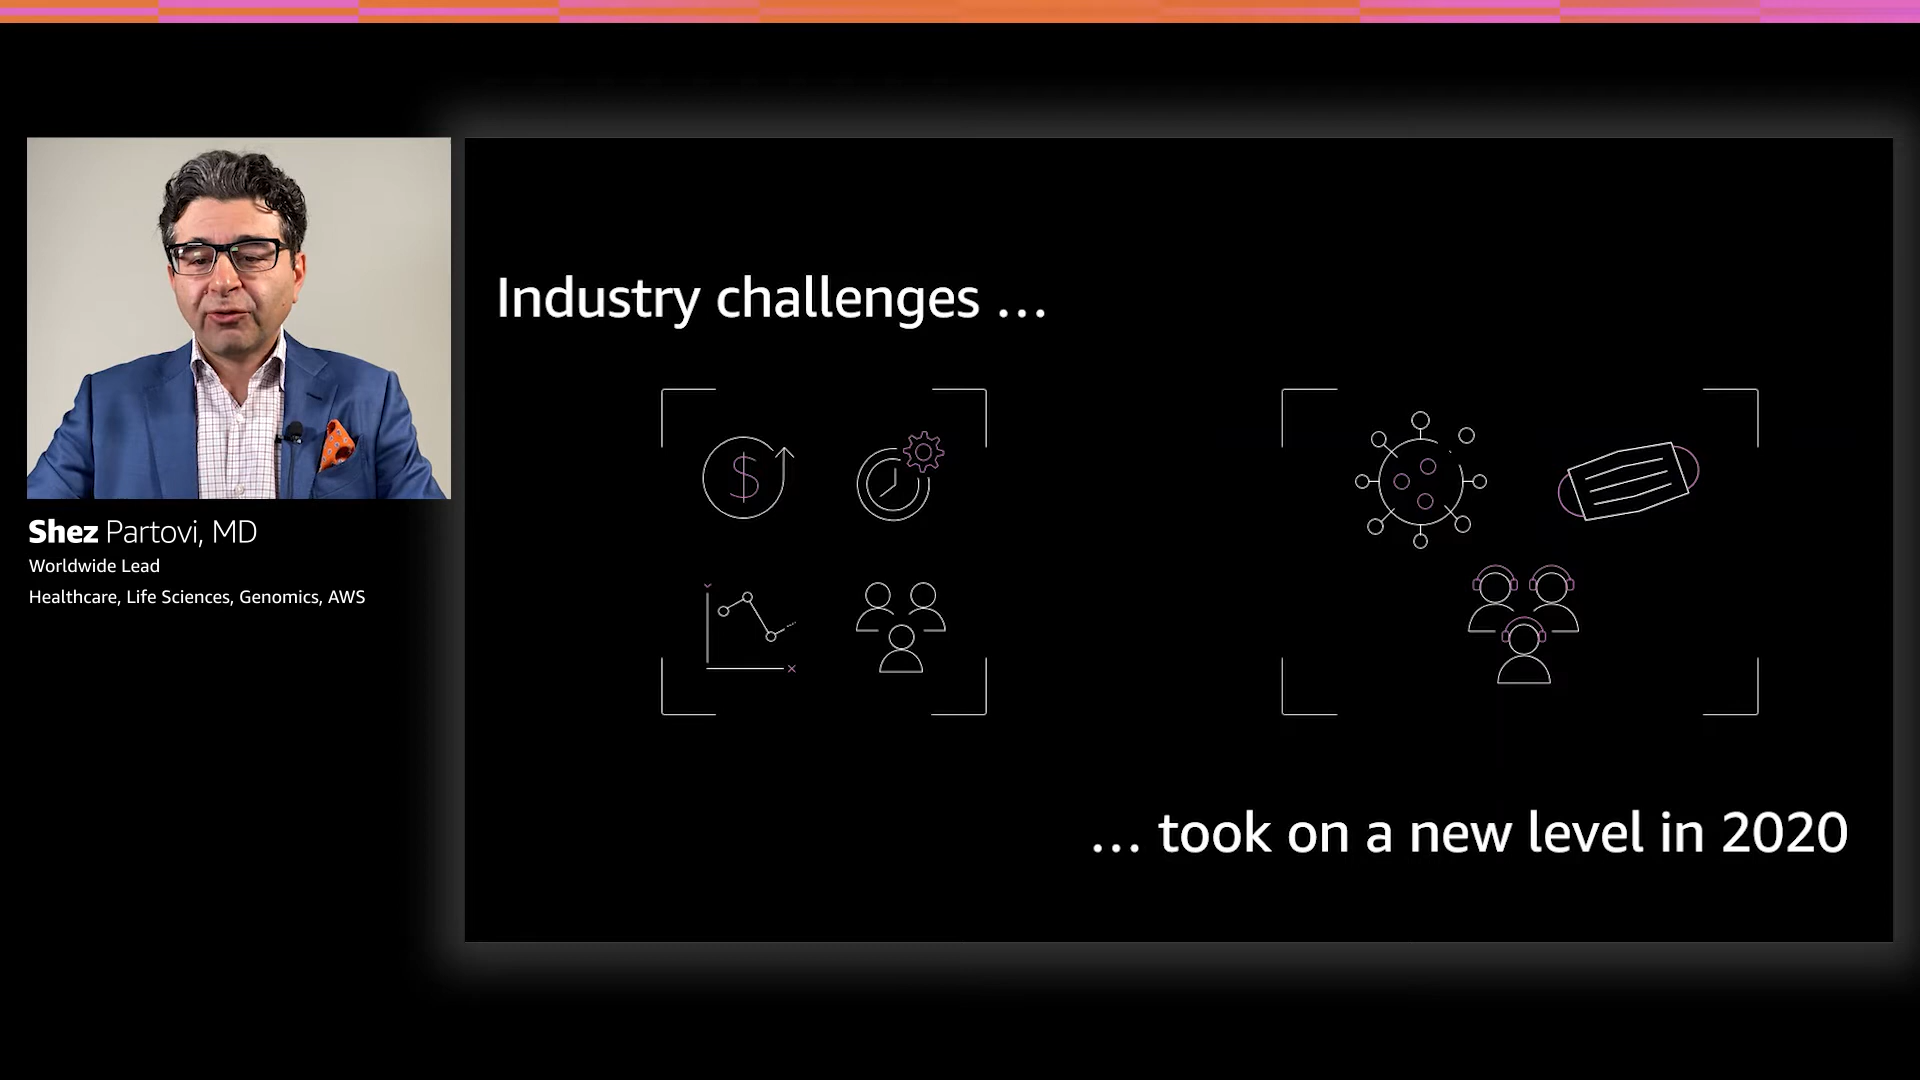 Industry challenges ...
... took on a new level in 2020
Shez Partovi, MD
Worldwide Lead
Healthcare, Life Sciences, Genomics, AWS